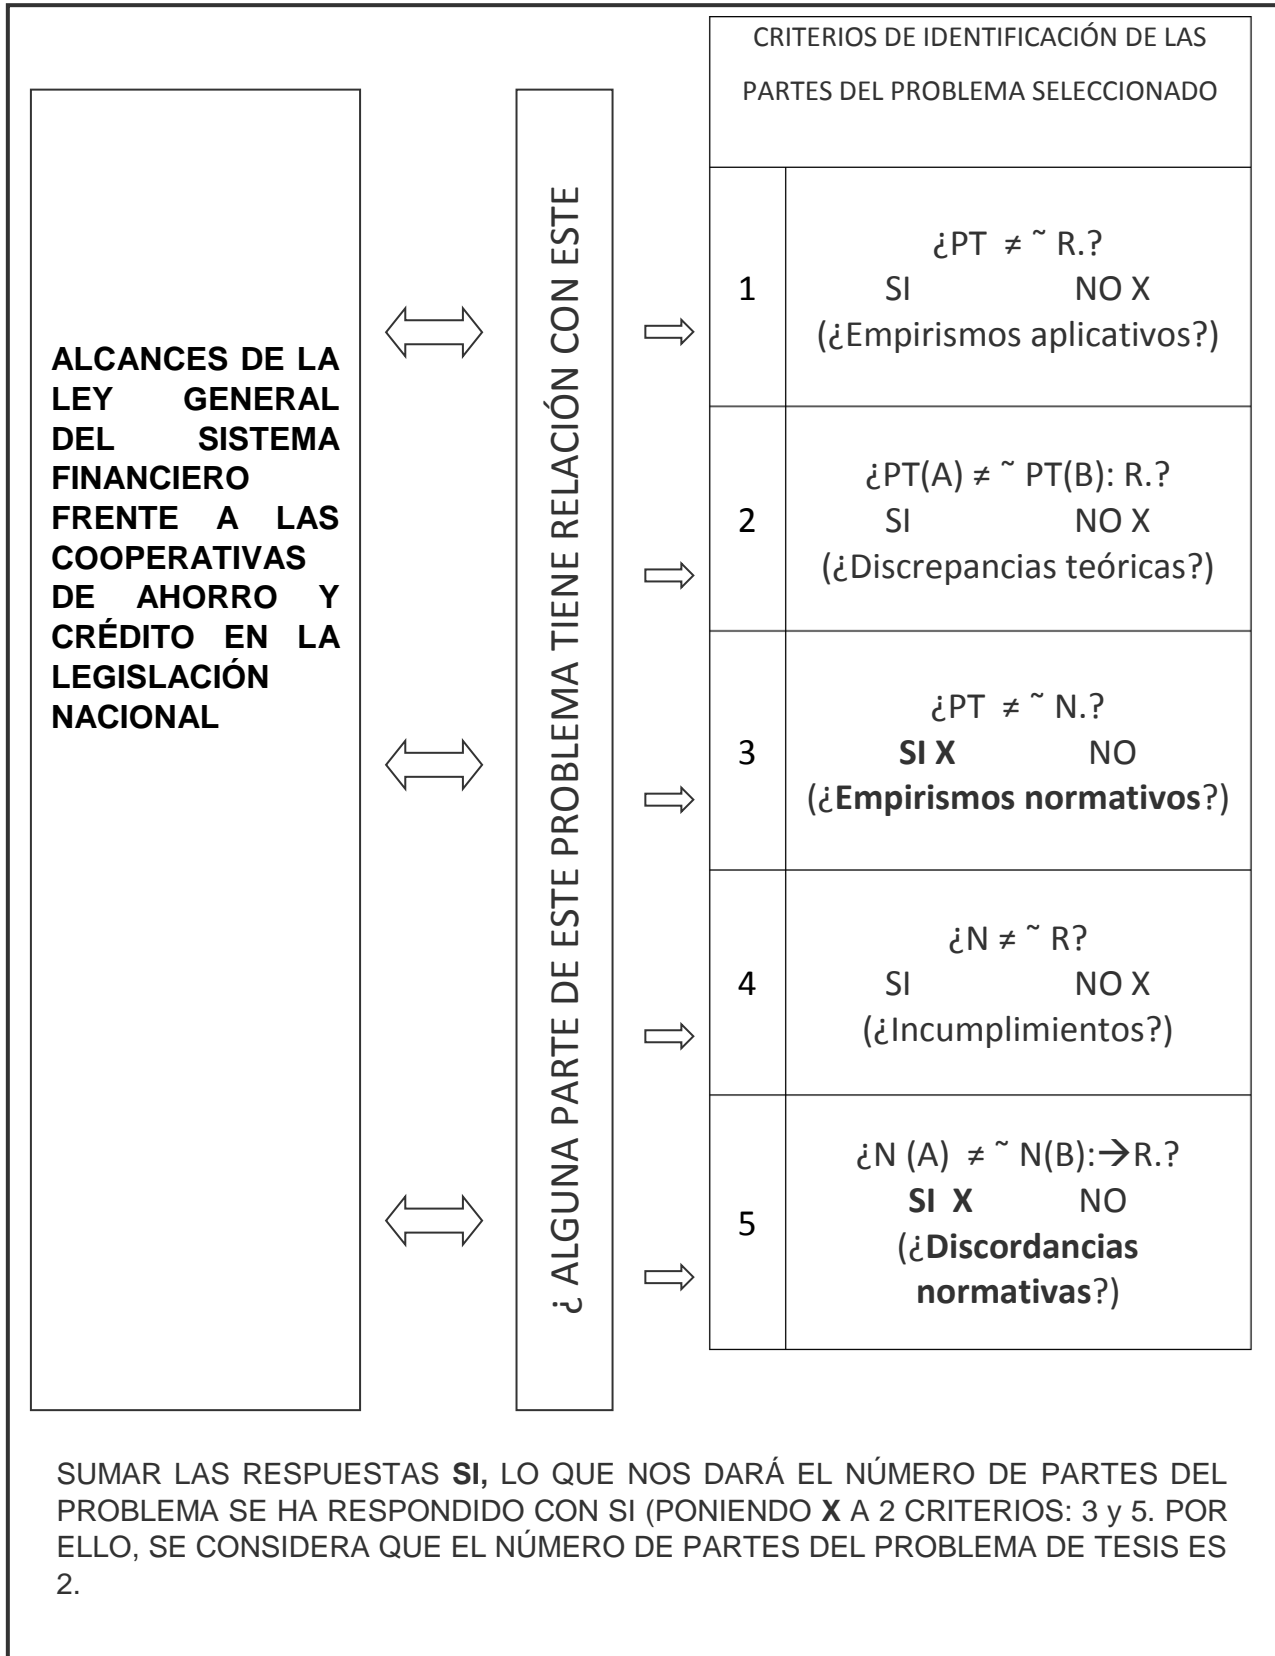 ALCANCES DE LA
LEY GENERAL
DEL SISTEMA
FINANCIERO
FRENTE A LAS
COOPERATIVAS
DE AHORRO Y
CRÉDITO EN LA
LEGISLACIÓN
NACIONAL
¿ ALGUNA PARTE DE ESTE PROBLEMA TIENE RELACIÓN CON ESTE
CRITERIOS DE IDENTIFICACIÓN DE LAS
PARTES DEL PROBLEMA SELECCIONADO
1
¿PT ≠ ˜ R.?
SI NO X
(¿Empirismos aplicativos?)
2
¿PT(A) ≠ ˜ PT(B): R.?
SI NO X
(¿Discrepancias teóricas?)
3
¿PT ≠ ˜ N.?
SI X NO
(¿Empirismos normativos?)
4
¿N ≠ ˜ R?
SI NO X
(¿Incumplimientos?)
5
¿N (A) ≠ ˜ N(B):→R.?
SI X NO
(¿Discordancias
normativas?)
SUMAR LAS RESPUESTAS SI, LO QUE NOS DARÁ EL NÚMERO DE PARTES DEL
PROBLEMA SE HA RESPONDIDO CON SI (PONIENDO X A 2 CRITERIOS: 3 y 5. POR
ELLO, SE CONSIDERA QUE EL NÚMERO DE PARTES DEL PROBLEMA DE TESIS ES
2.